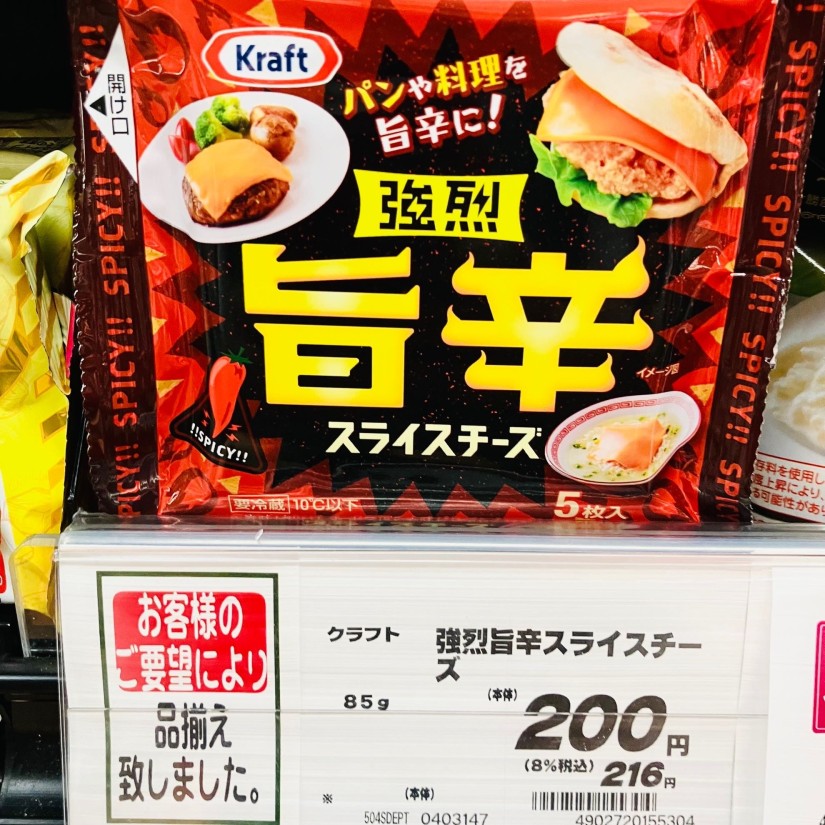 Kraft
開け口
パンや料理を
旨辛に!
強烈
旨辛
スライスチーズ
イメージ図
!!SPICY!!
要冷蔵 10℃以下
5枚入
SPICY!! SPICY!! SPICY!! SPICY!!
SPICY!! SPICY!! SPICY!! SPICY!!
お客様の
ご要望により
品揃え
致しました。
クラフト
強烈旨辛スライスチー
ズ
85g
(本体)
200円
(8%税込) 216円
※ (本体)
504SDEPT 0403147
4902720155304